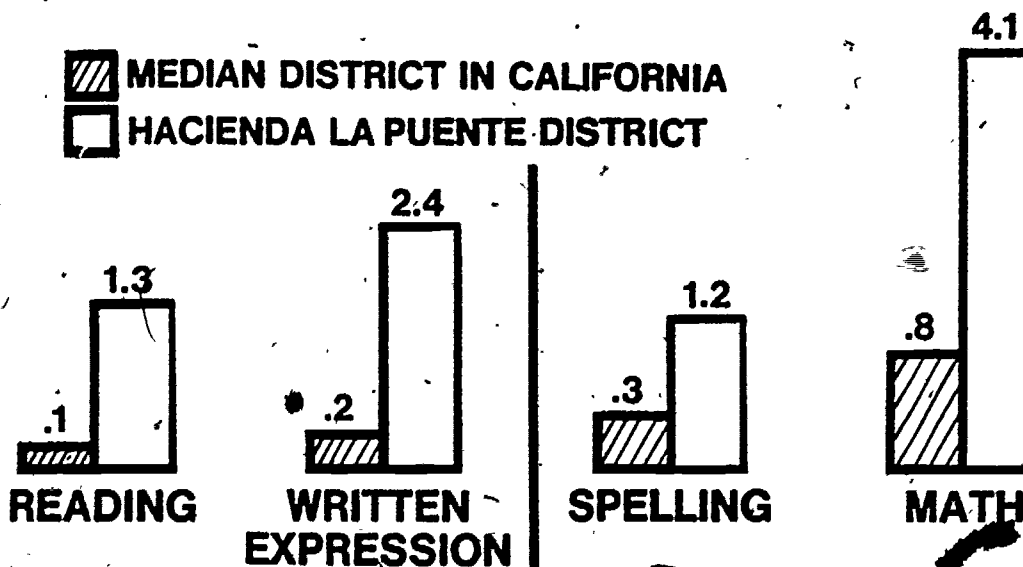 4.1
MEDIAN DISTRICT IN CALIFORNIA
HACIENDA LA PUENTE DISTRICT
2.4
1.3
1.2
.8
.3
.2
.1
READING
WRITTEN
EXPRESSION
SPELLING
MATH